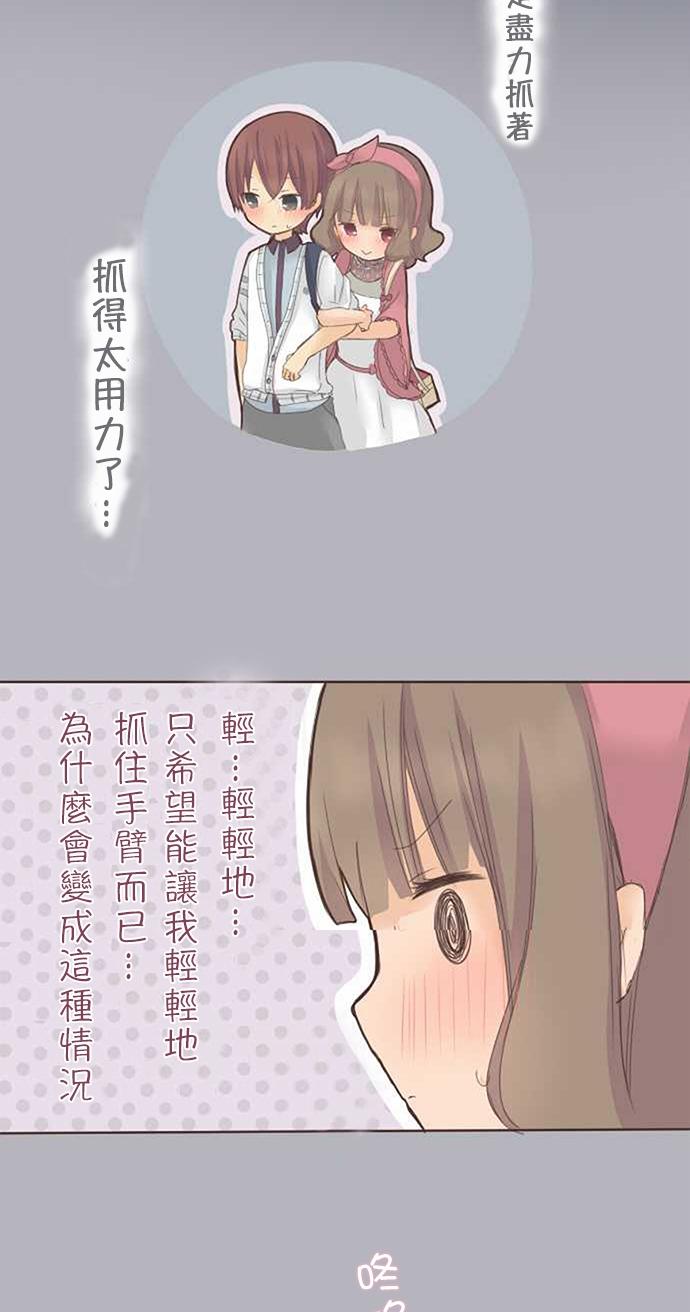 盡力抓著
抓得太用力了…
輕…輕輕地…
只希望能讓我輕輕地
抓住手臂而已…
為什麼會變成這種情況
咚